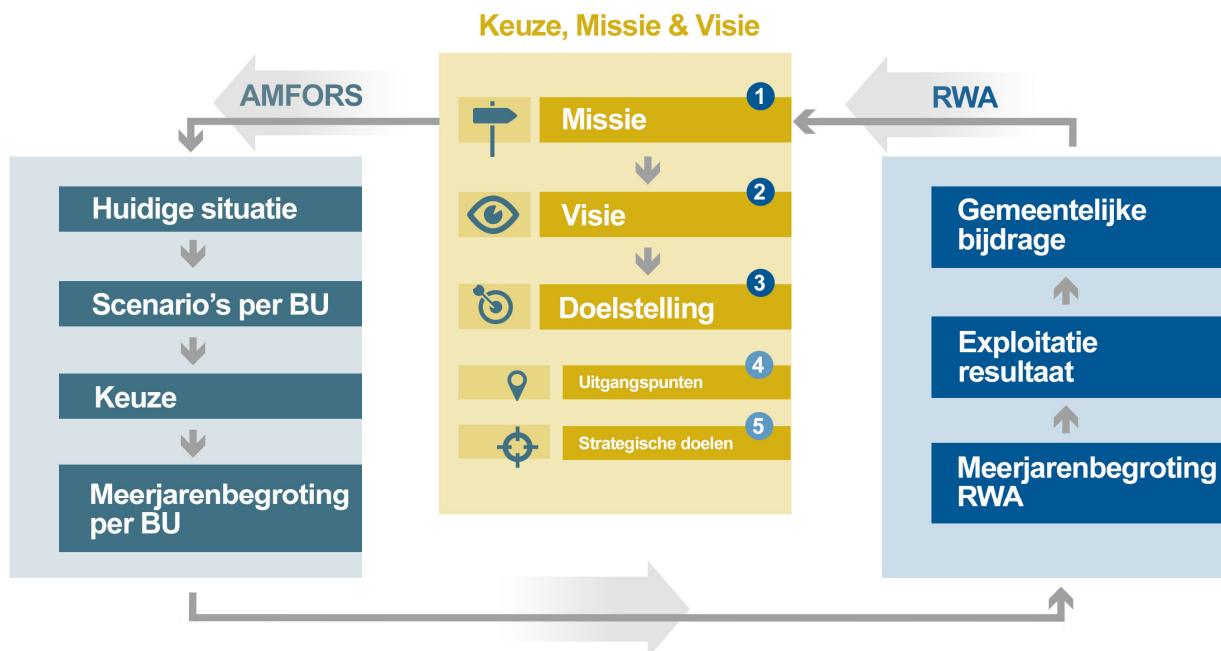 Keuze, Missie & Visie
AMFORS
RWA
1
Missie
2
Visie
3
Doelstelling
4
Uitgangspunten
5
Strategische doelen
Huidige situatie
Scenario’s per BU
Keuze
Meerjarenbegroting
per BU
Gemeentelijke
bijdrage
Exploitatie
resultaat
Meerjarenbegroting
RWA